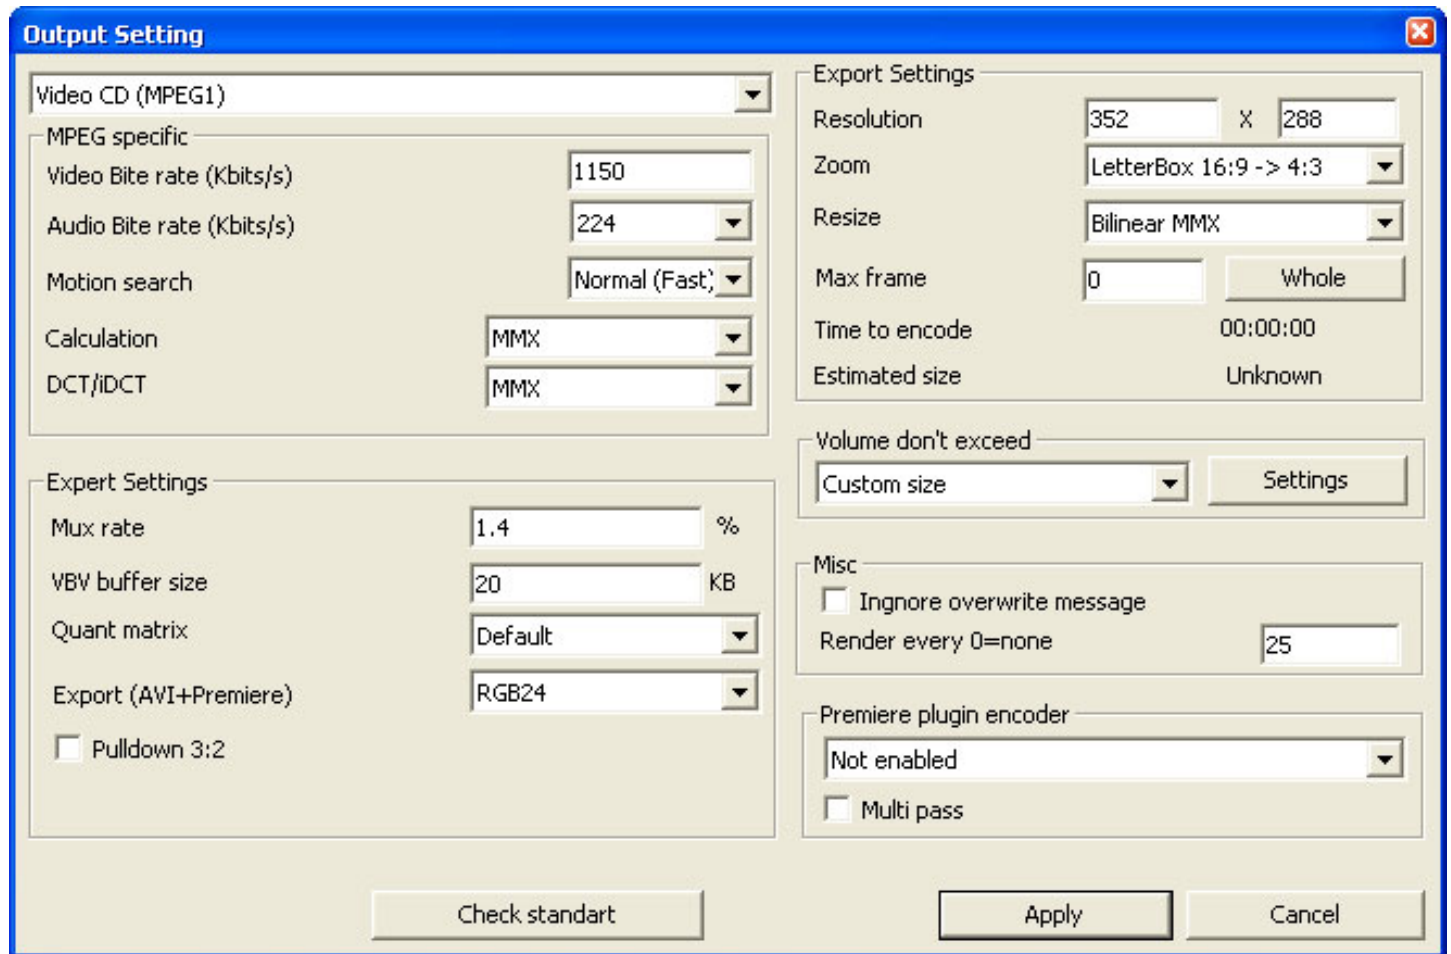 Output Setting
Video CD (MPEG1)
MPEG specific
Video Bite rate (Kbits/s) 1150
Audio Bite rate (Kbits/s) 224
Motion search Normal (Fast)
Calculation MMX
DCT/iDCT MMX
Expert Settings
Mux rate 1.4 %
VBV buffer size 20 KB
Quant matrix Default
Export (AVI+Premiere) RGB24
Pulldown 3:2
Export Settings
Resolution 352 X 288
Zoom LetterBox 16:9 -> 4:3
Resize Bilinear MMX
Max frame 0 Whole
Time to encode 00:00:00
Estimated size Unknown
Volume don't exceed
Custom size Settings
Misc
Ingnore overwrite message
Render every 0=none 25
Premiere plugin encoder
Not enabled
Multi pass
Check standart Apply Cancel